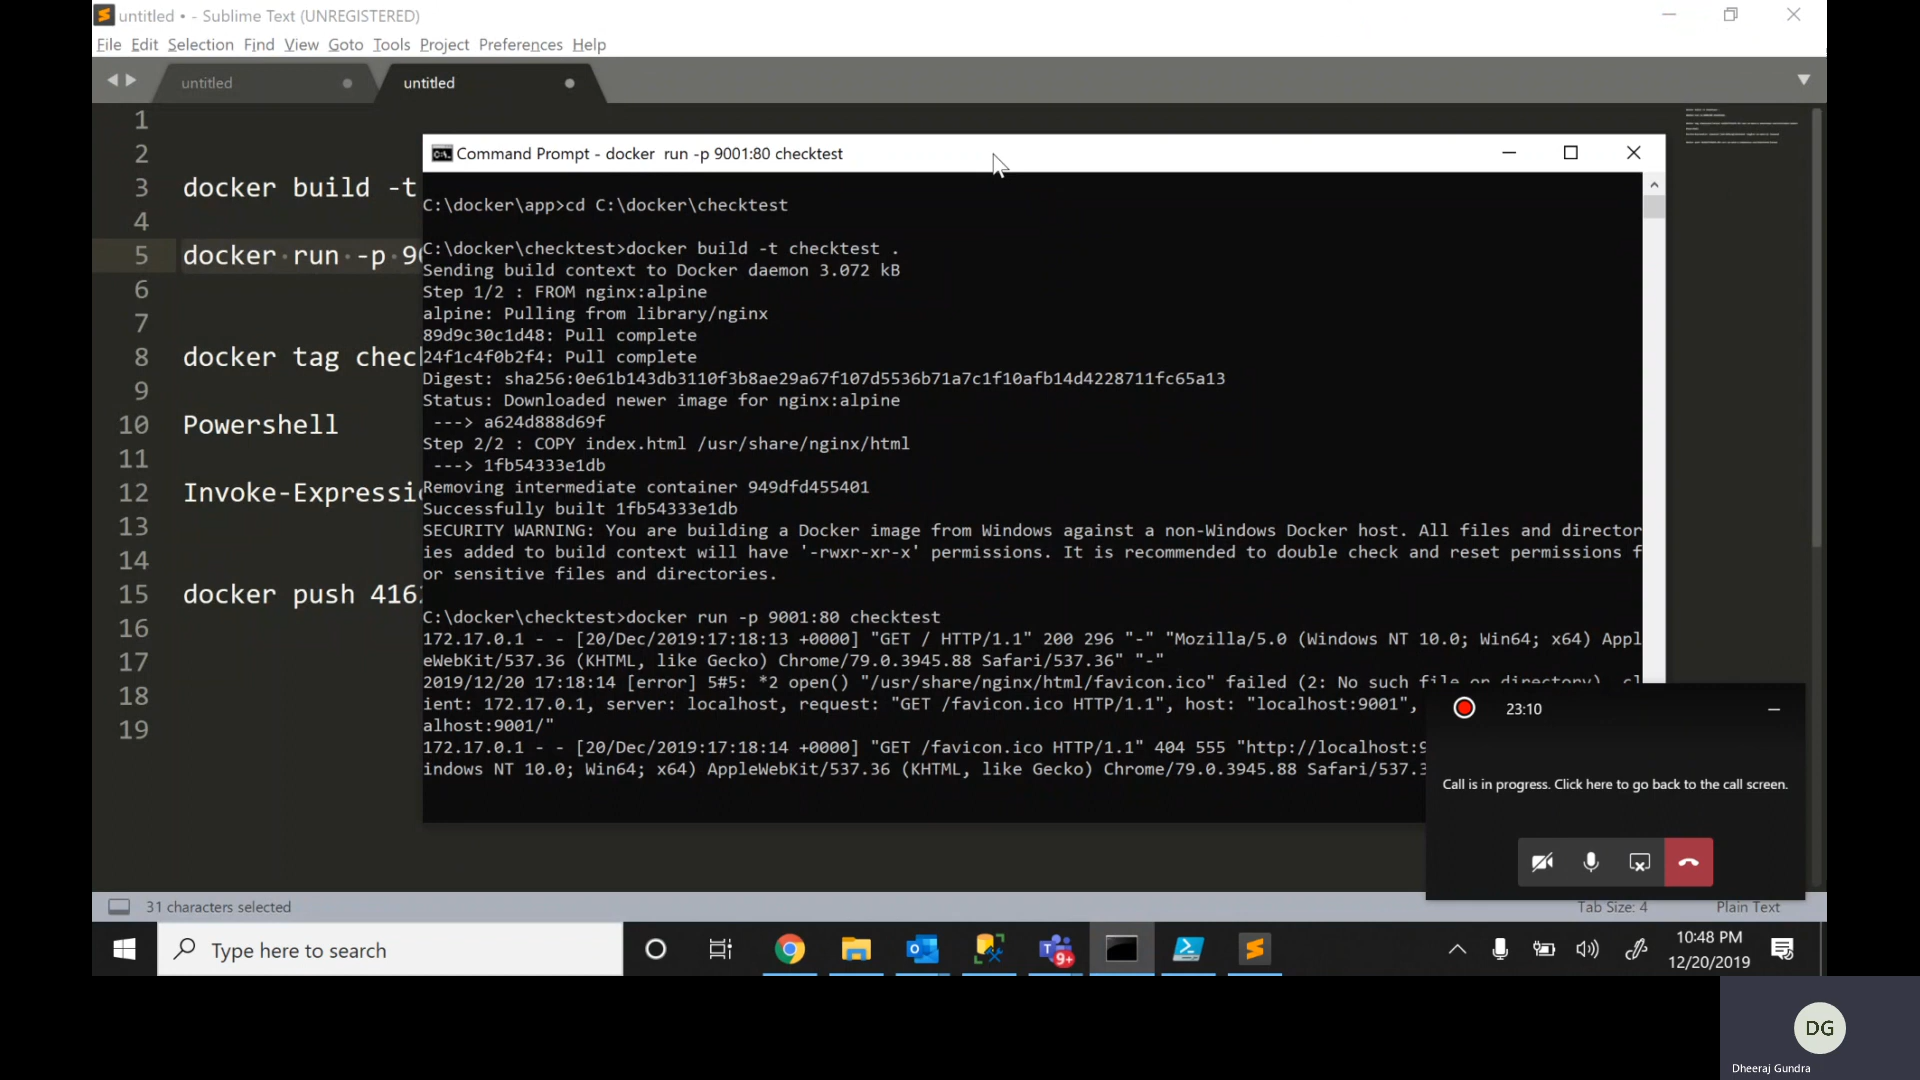 untitled • - Sublime Text (UNREGISTERED)
File Edit Selection Find View Goto Tools Project Preferences Help
untitled
untitled
1
2
3 docker build -t
4
5 docker run -p
6
7
8 docker tag
9
10 Powershell
11
12
13
14
15 docker push
16
17
18
19
Command Prompt - docker run -p 9001:80 checktest
C:\docker\app>cd C:\docker\checktest
C:\docker\checktest>docker build -t checktest .
Sending build context to Docker daemon 3.072 kB
Step 1/2 : FROM nginx:alpine
alpine: Pulling from library/nginx
89d9c30c1d48: Pull complete
24f1c4f0b2f4: Pull complete
Digest: sha256:0e61b143db3110f3b8ae29a67f107d5536b71a7c1f10afb14d4228711fc65a13
Status: Downloaded newer image for nginx:alpine
---> a624d888d69f
Step 2/2 : COPY index.html /usr/share/nginx/html
---> 1fb54333e1db
Removing intermediate container 949dfd455401
Successfully built 1fb54333e1db
SECURITY WARNING: You are building a Docker image from Windows against a non-Windows Docker host. All files and director
ies added to build context will have '-rwxr-xr-x' permissions. It is recommended to double check and reset permissions f
or sensitive files and directories.
C:\docker\checktest>docker run -p 9001:80 checktest
172.17.0.1 - - [20/Dec/2019:17:18:13 +0000] "GET / HTTP/1.1" 200 296 "-" "Mozilla/5.0 (Windows NT 10.0; Win64; x64) Appl
eWebKit/537.36 (KHTML, like Gecko) Chrome/79.0.3945.88 Safari/537.36" "-"
2019/12/20 17:18:14 [error] 5#5: *2 open() "/usr/share/nginx/html/favicon.ico" failed (2: No such file or directory), cl
ient: 172.17.0.1, server: localhost, request: "GET /favicon.ico HTTP/1.1", host: "localhost:9001",
alhost:9001/"
172.17.0.1 - - [20/Dec/2019:17:18:14 +0000] "GET /favicon.ico HTTP/1.1" 404 555 "http://localhost:
indows NT 10.0; Win64; x64) AppleWebKit/537.36 (KHTML, like Gecko) Chrome/79.0.3945.88 Safari/537.3
23:10
Call is in progress. Click here to go back to the call screen.
31 characters selected
Tab Size: 4
Plain Text
Type here to search
9+
10:48 PM
12/20/2019
DG
Dheeraj Gundra